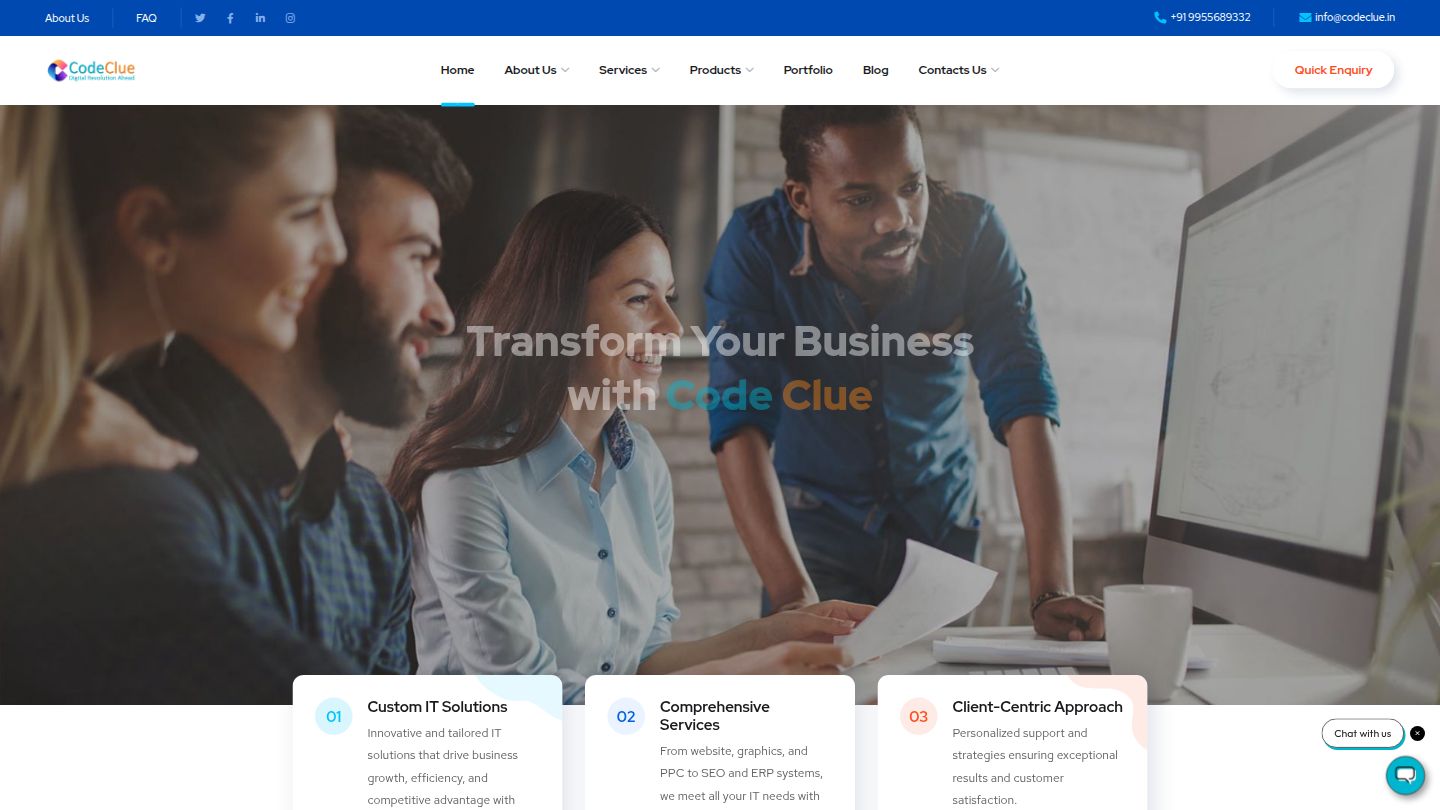 About Us
FAQ
+91 9955689332
info@codeclue.in
CodeClue
Digital Revolution Ahead
Home
About Us
Services
Products
Portfolio
Blog
Contacts Us
Quick Enquiry
Transform Your Business
with Code Clue
01
Custom IT Solutions
Innovative and tailored IT
solutions that drive business
growth, efficiency, and
competitive advantage with
02
Comprehensive
Services
From website, graphics, and
PPC to SEO and ERP systems,
we meet all your IT needs with
03
Client-Centric Approach
Personalized support and
strategies ensuring exceptional
results and customer
satisfaction.
Chat with us